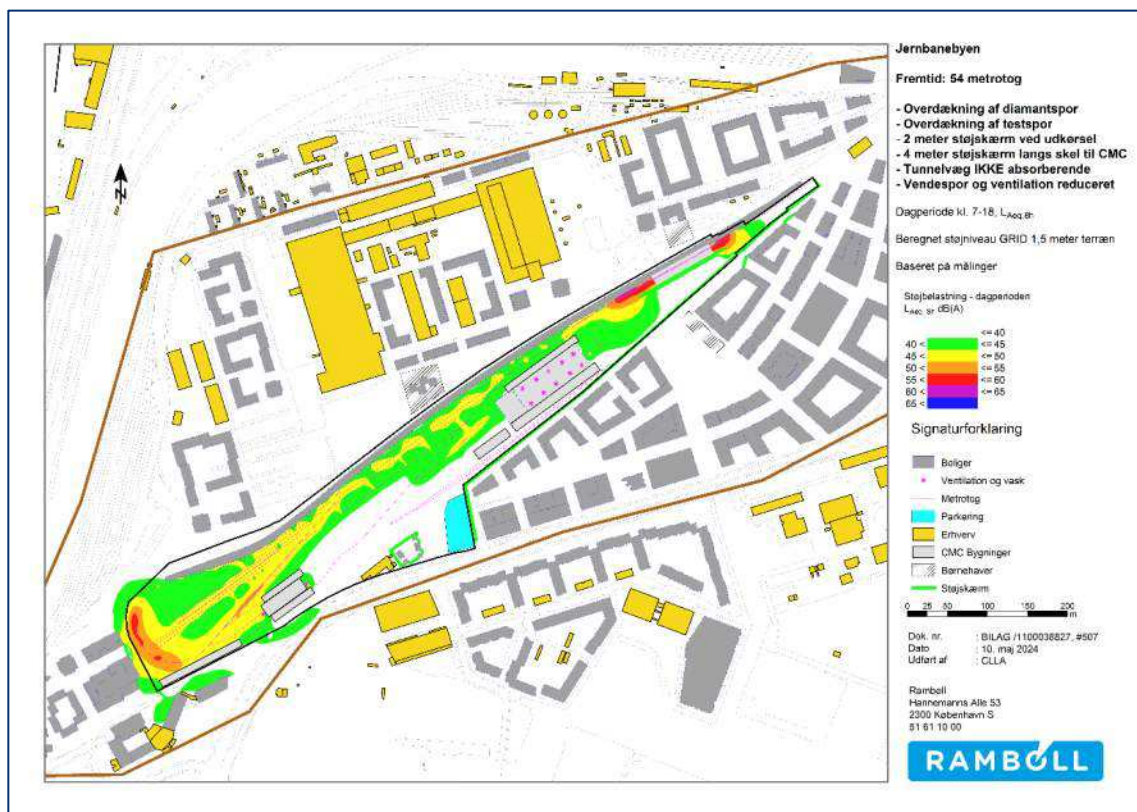 Jernbanebyen
Fremtid: 54 metrotog
- Overdækning af diamantspor
- Overdækning af testspor
- 2 meter støjskærm ved udkørsel
- 4 meter støjskærm langs skel til CMC
- Tunnelvæg IKKE absorberende
- Vendespor og ventilation reduceret
Dagperiode kl. 7-18, LAeq,8h
Beregnet støjniveau GRID 1,5 meter terræn
Baseret på målinger
Støjbelastning - dagperioden
dB(A)
<= 40
40 < <= 45
45 < <= 50
50 < <= 55
55 < <= 60
60 < <= 65
65 <
Signaturforklaring
Boliger
Ventilation og vask
Metrotog
Parkering
Erhverv
CMC Bygninger
Børnehaver
Støjskærm
0 25 50 100 150 200
m
Dok. nr. : BILAG /1100038827, #507
Dato : 10. maj 2024
Udført af : CLLA
Rambøll
Hannemanns Alle 53
2300 København S
51 61 10 00
RAMBOLL